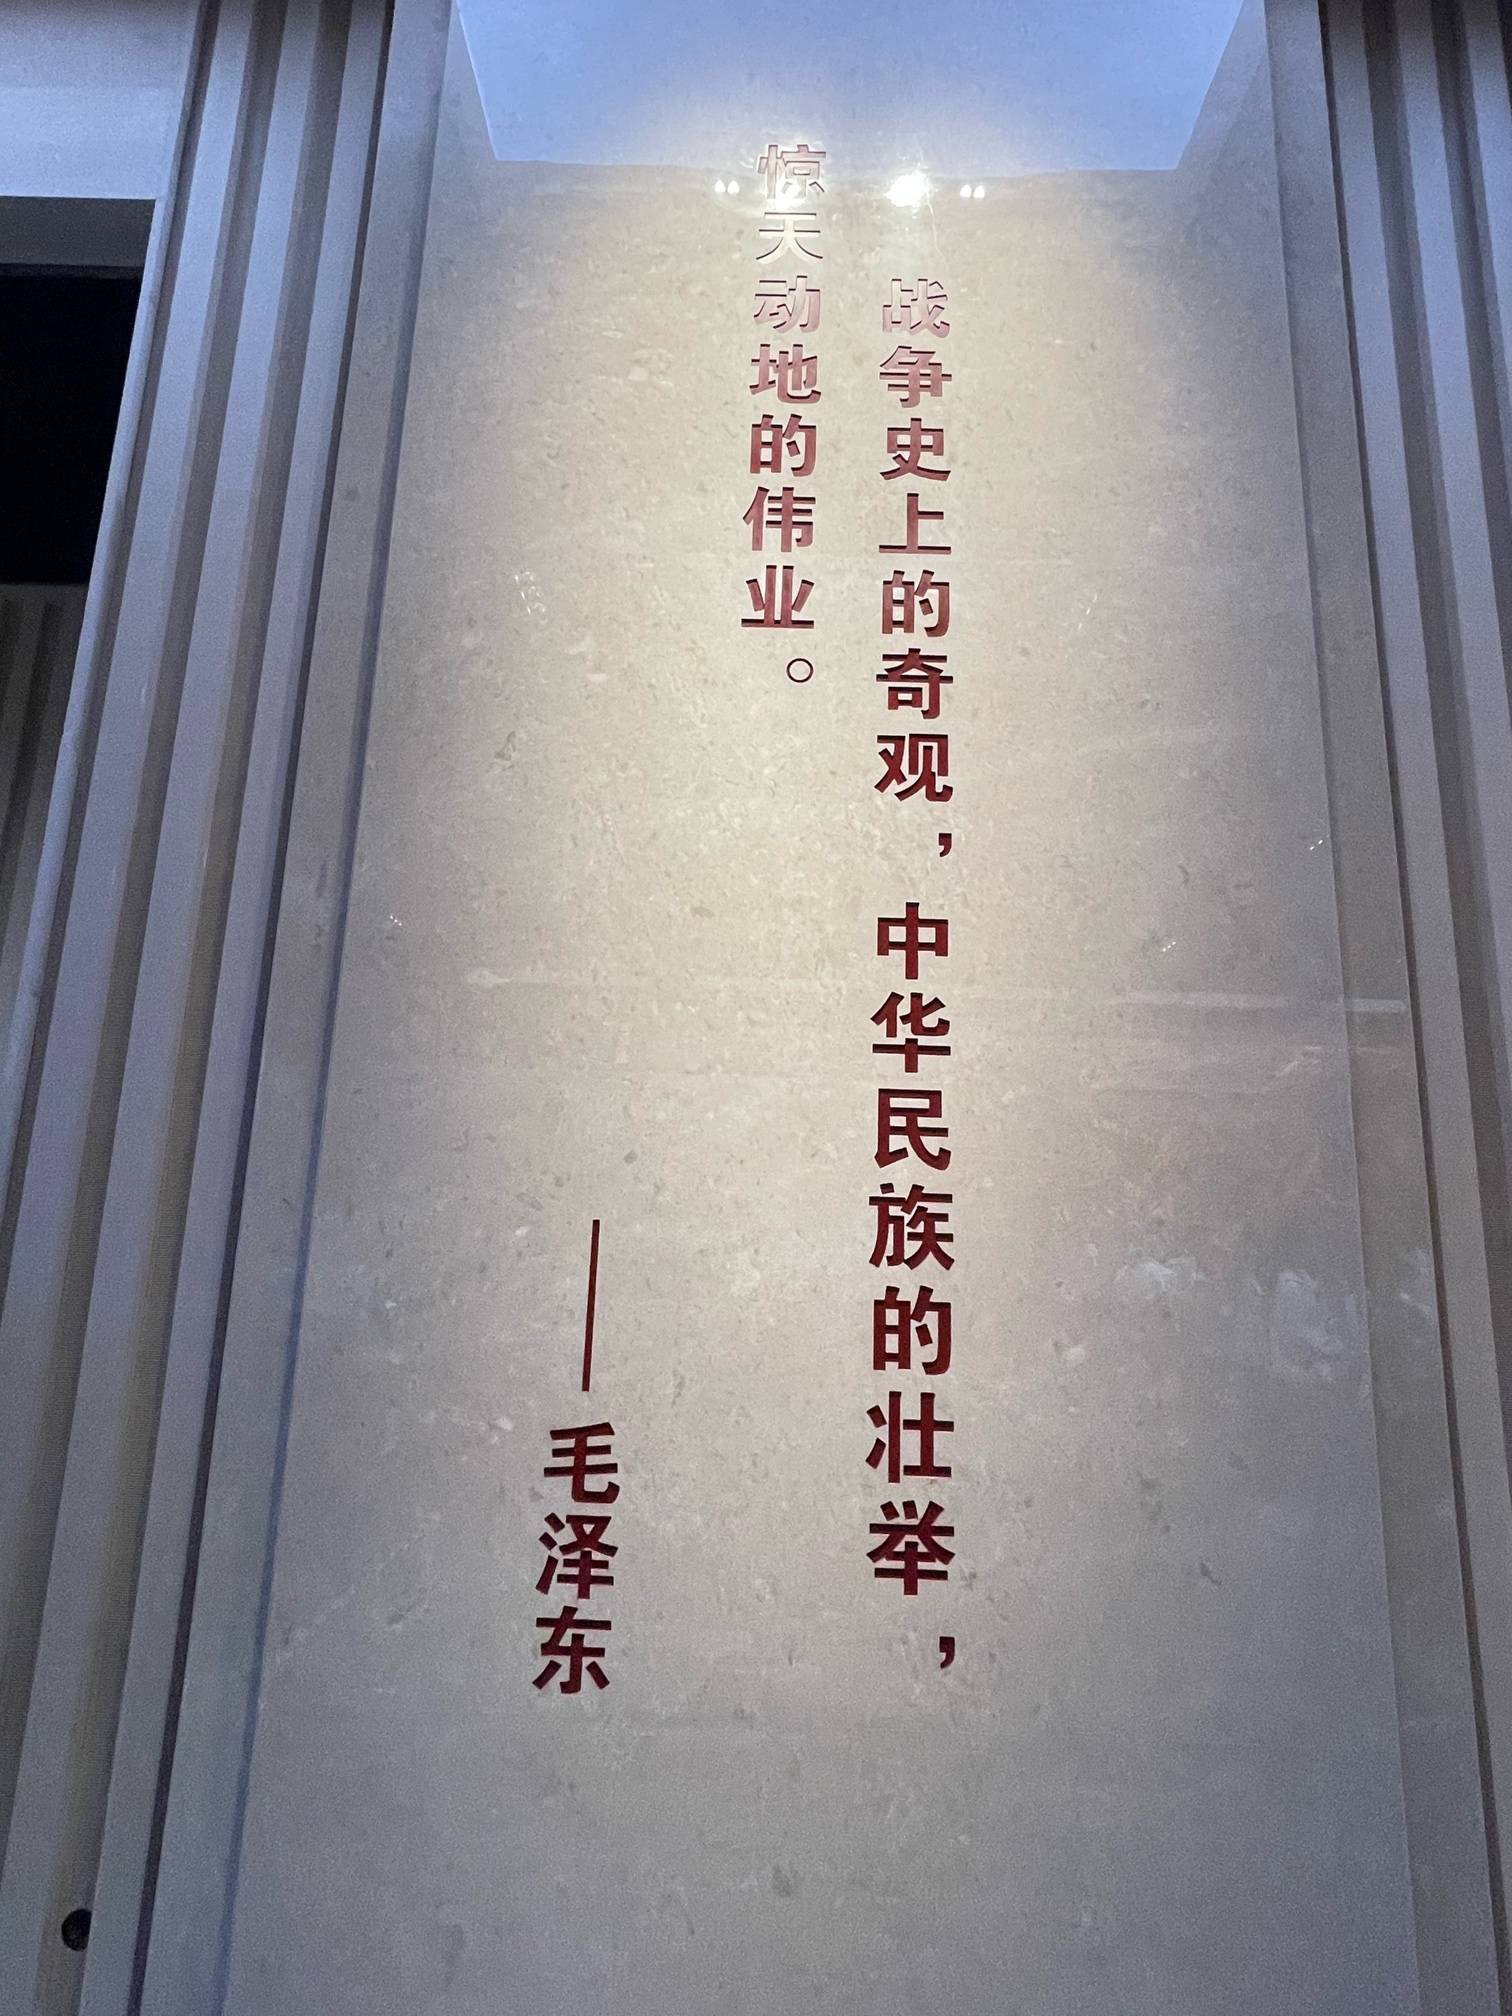 战争史上的奇观，中华民族的壮举，
惊天动地的伟业。
——毛泽东